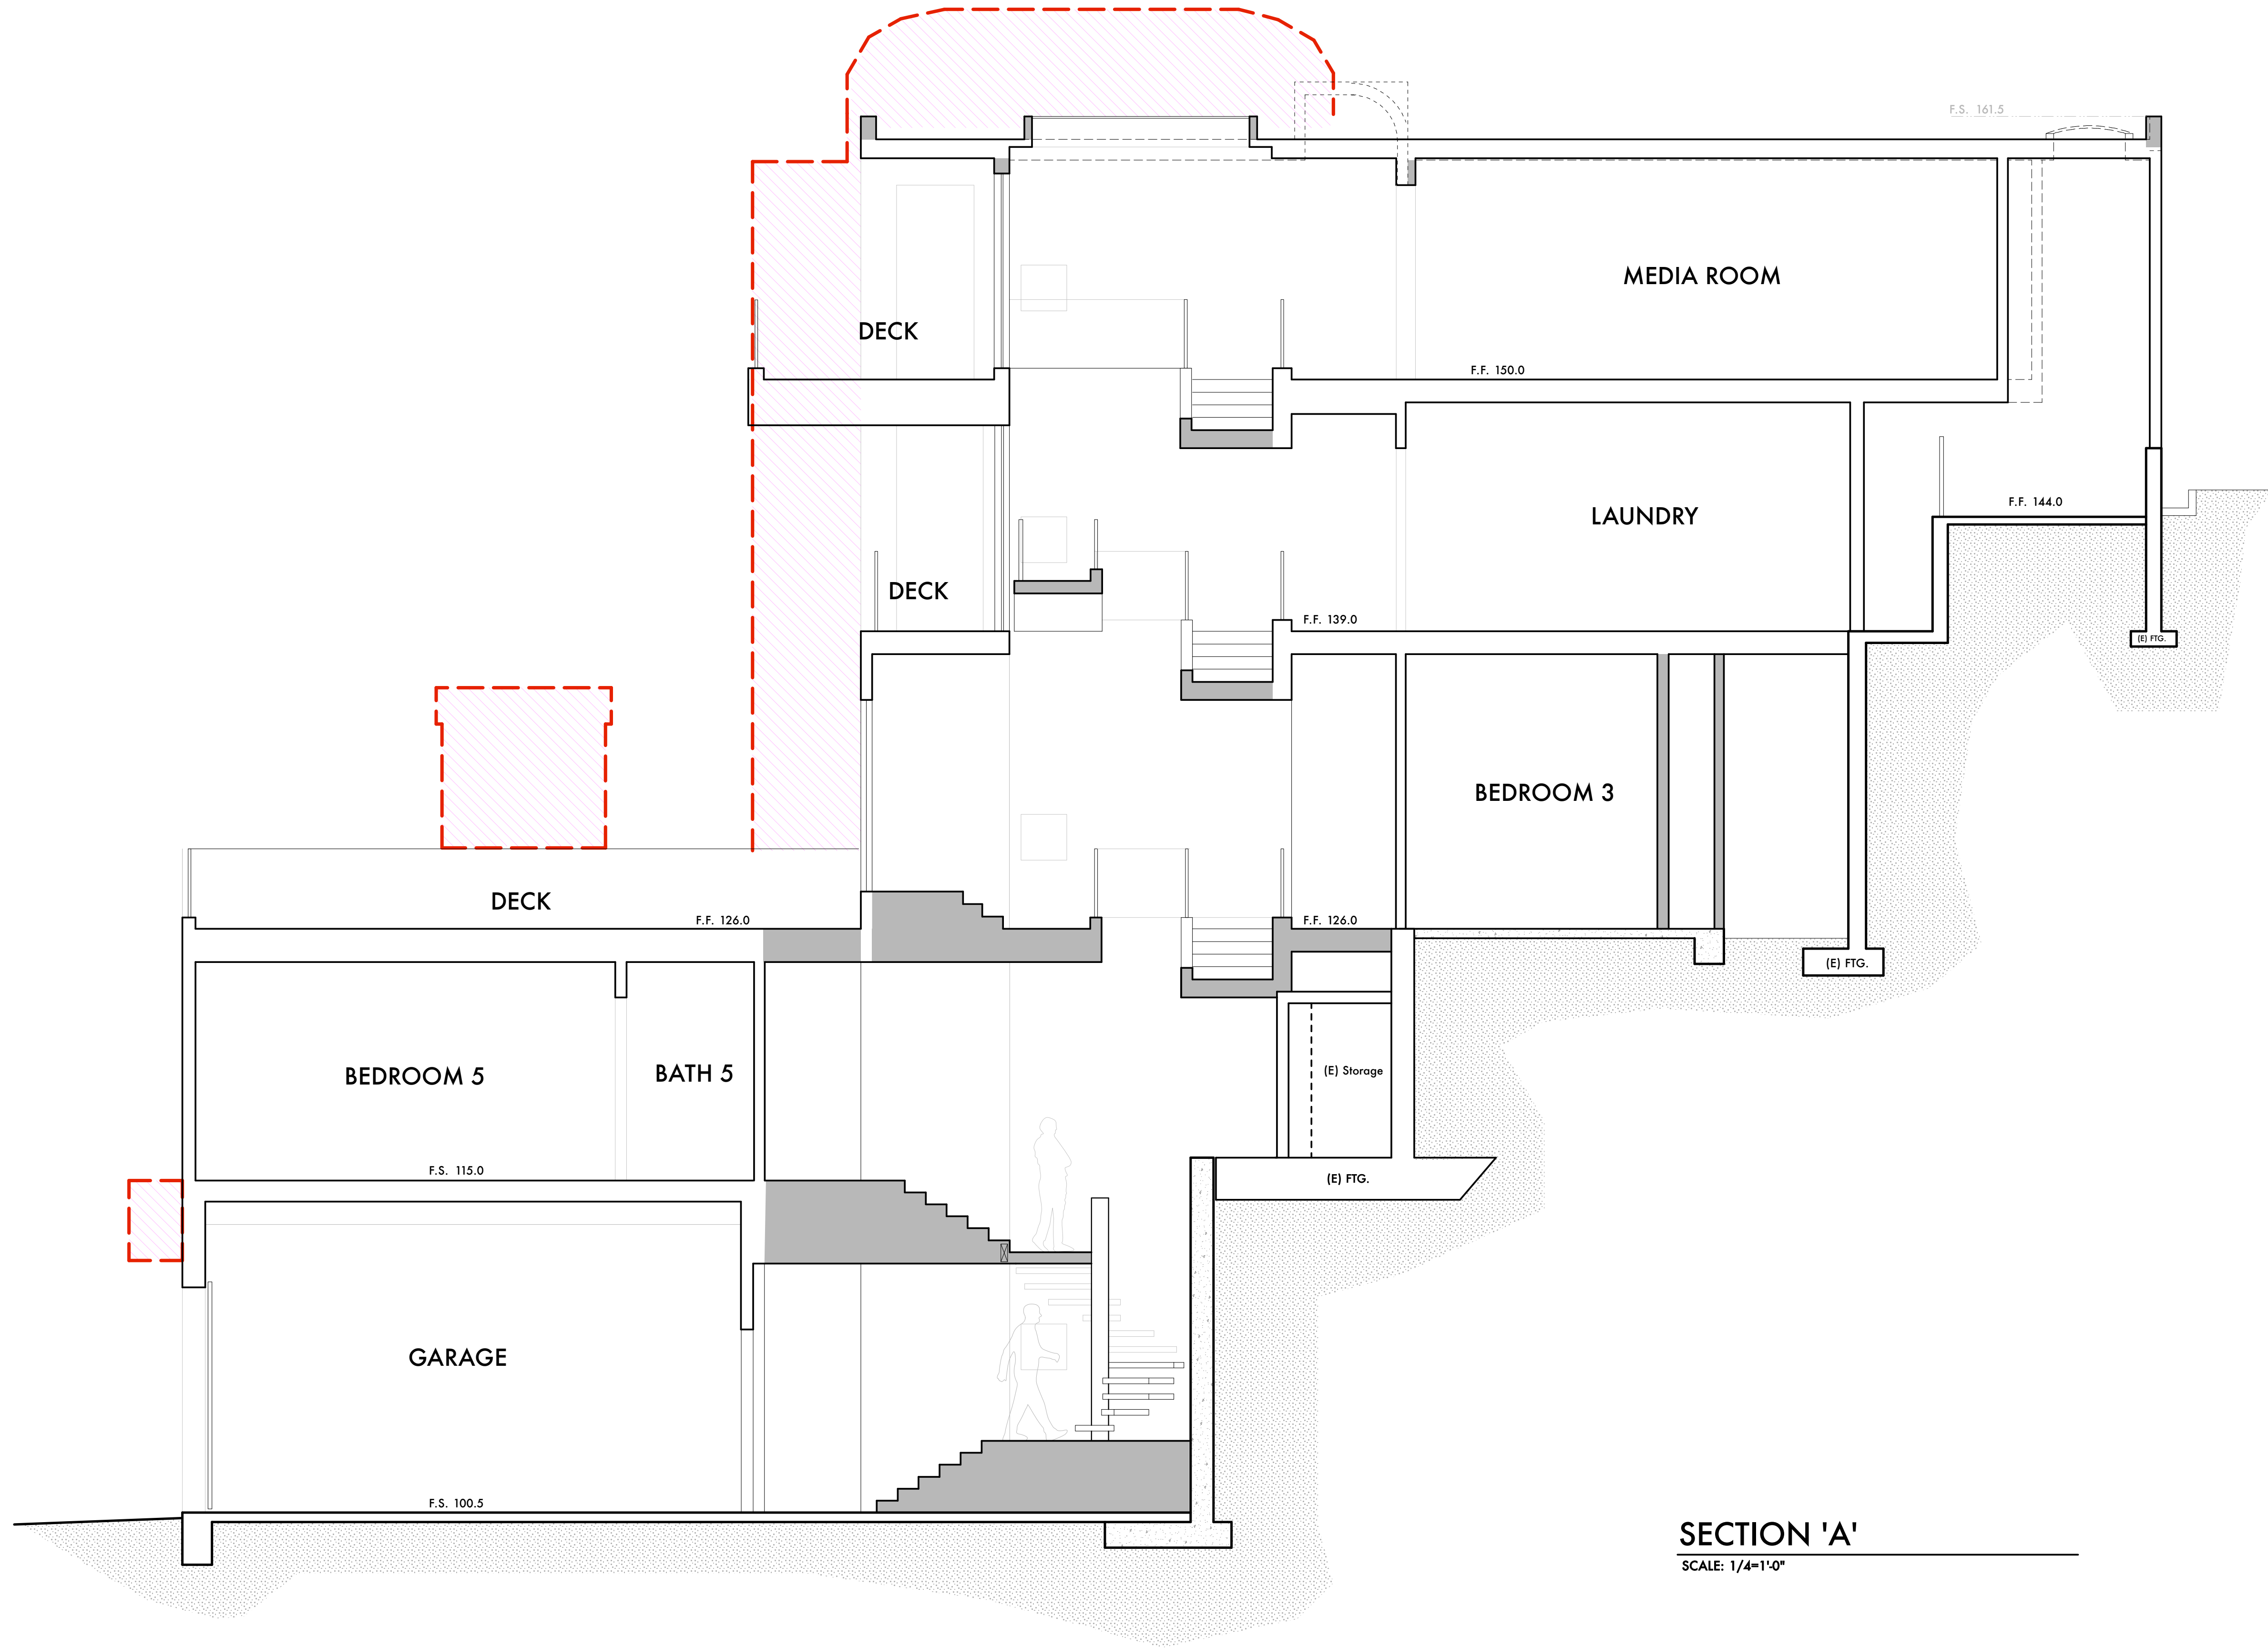 F.S. 161.5
MEDIA ROOM
DECK
F.F. 150.0
F.F. 144.0
LAUNDRY
DECK
F.F. 139.0
(E) FTG.
BEDROOM 3
DECK
F.F. 126.0
F.F. 126.0
(E) FTG.
BEDROOM 5
BATH 5
(E) Storage
F.S. 115.0
(E) FTG.
GARAGE
F.S. 100.5
SECTION 'A'
SCALE: 1/4=1'-0"